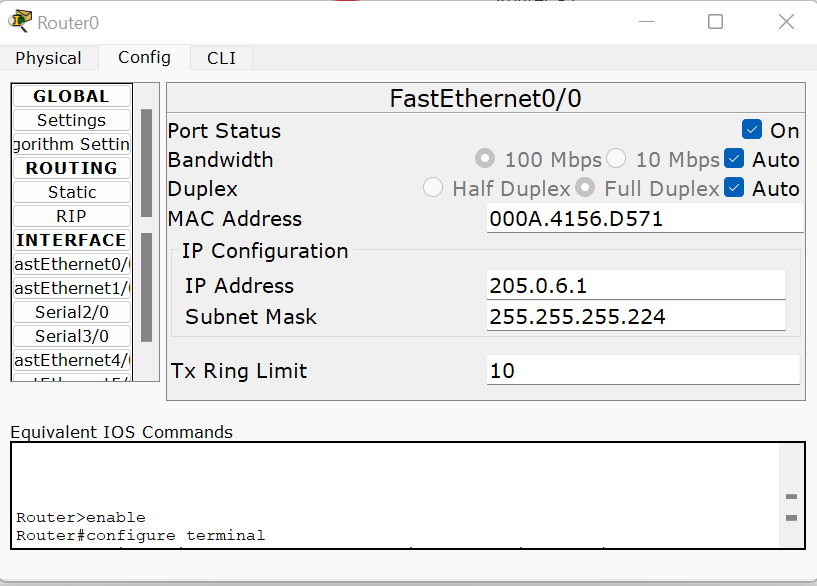 Router0
Physical Config CLI
GLOBAL
Settings
gorithm Settin
ROUTING
Static
RIP
INTERFACE
astEthernet0/0
astEthernet1/0
Serial2/0
Serial3/0
astEthernet4/0
FastEthernet0/0
Port Status On
Bandwidth 100 Mbps 10 Mbps Auto
Duplex Half Duplex Full Duplex Auto
MAC Address 000A.4156.D571
IP Configuration
IP Address 205.0.6.1
Subnet Mask 255.255.255.224
Tx Ring Limit 10
Equivalent IOS Commands
Router>enable
Router#configure terminal